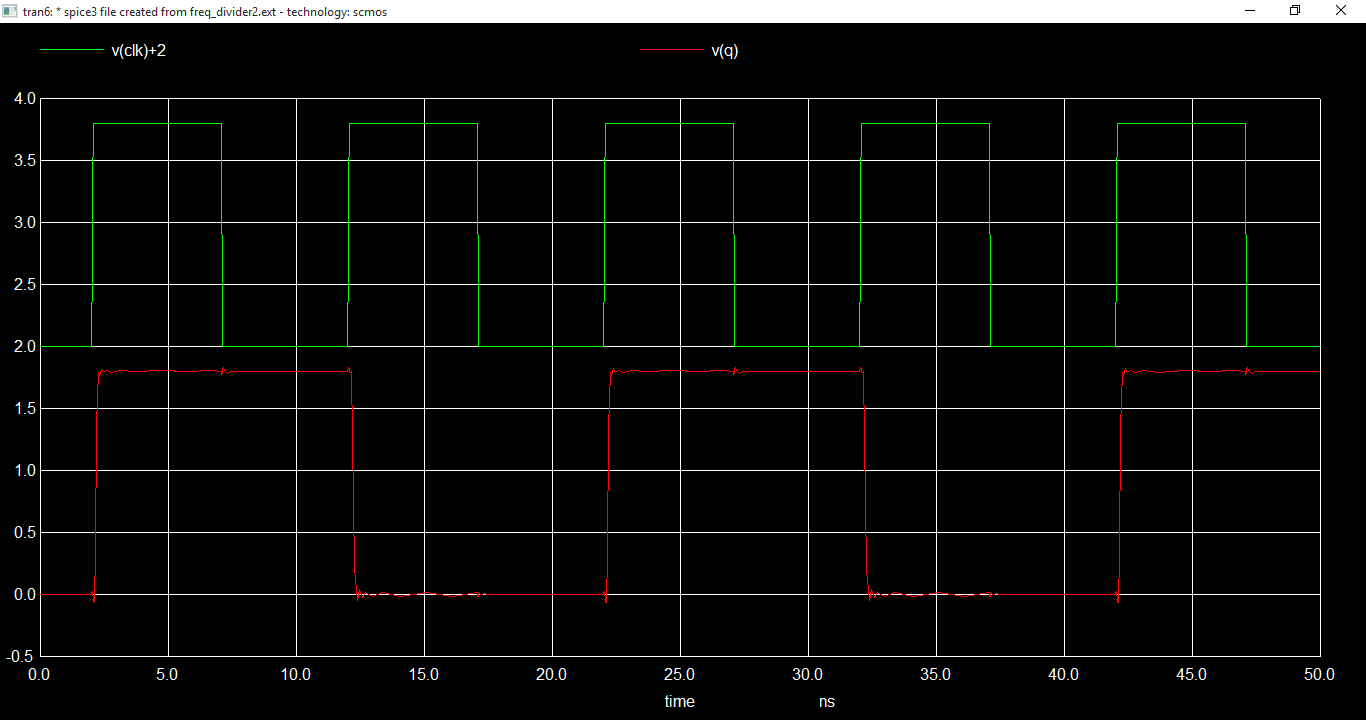 tran6: * spice3 file created from freq_divider2.ext - technology: scmos
v(clk)+2 v(q)
4.0
3.5
3.0
2.5
2.0
1.5
1.0
0.5
0.0
-0.5
0.0 5.0 10.0 15.0 20.0 25.0 30.0 35.0 40.0 45.0 50.0
time ns